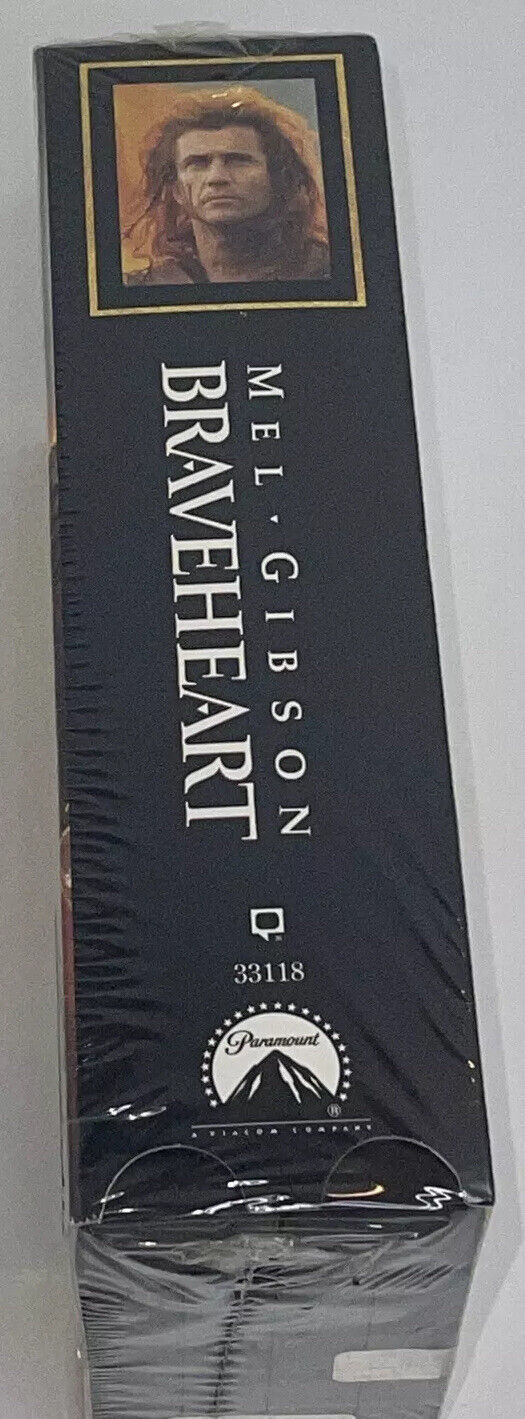 MEL · GIBSON
BRAVEHEART
33118
Paramount
®
A VIACOM COMPANY